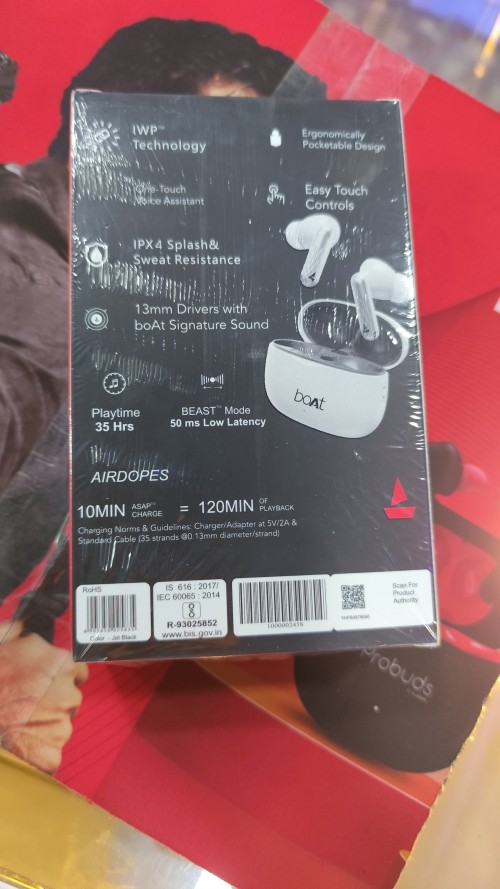 IWP™
Technology
Ergonomically
Pocketable Design
One-Touch
Voice Assistant
Easy Touch
Controls
IPX4 Splash&
Sweat Resistance
13mm Drivers with
boAt Signature Sound
boAt
Playtime
35 Hrs
BEAST™ Mode
50 ms Low Latency
AIRDOPES
10MIN ASAP™ CHARGE = 120MIN OF PLAYBACK
Charging Norms & Guidelines: Charger/Adapter at 5V/2A &
Standard Cable (35 strands @0.13mm diameter/strand)
RoHS
Color - Jet Black
IS 616 : 2017/
IEC 60065 : 2014
R-93025852
www.bis.gov.in
1000002458
Scan For
Product
Authority
Probuds